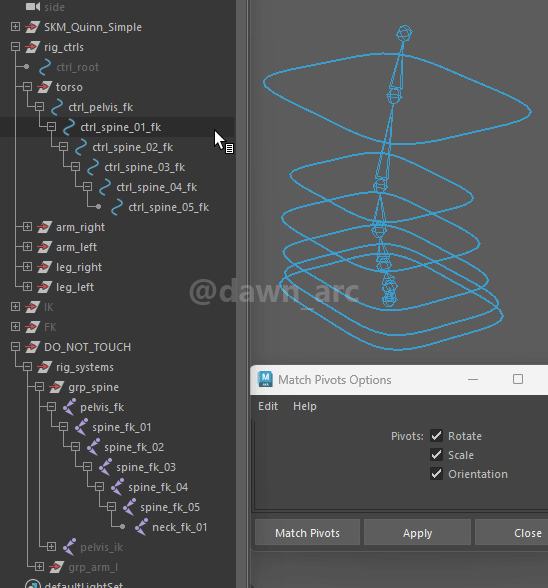 side
SKM_Quinn_Simple
rig_ctrls
ctrl_root
torso
ctrl_pelvis_fk
ctrl_spine_01_fk
ctrl_spine_02_fk
ctrl_spine_03_fk
ctrl_spine_04_fk
ctrl_spine_05_fk
arm_right
arm_left
leg_right
leg_left
@dawn_arc
IK
FK
DO_NOT_TOUCH
rig_systems
grp_spine
pelvis_fk
spine_fk_01
spine_fk_02
spine_fk_03
spine_fk_04
spine_fk_05
neck_fk_01
pelvis_ik
grp_arm_l
defaultLightSet
M
Match Pivots Options
Edit Help
Pivots: Rotate
Scale
Orientation
Match Pivots Apply Close